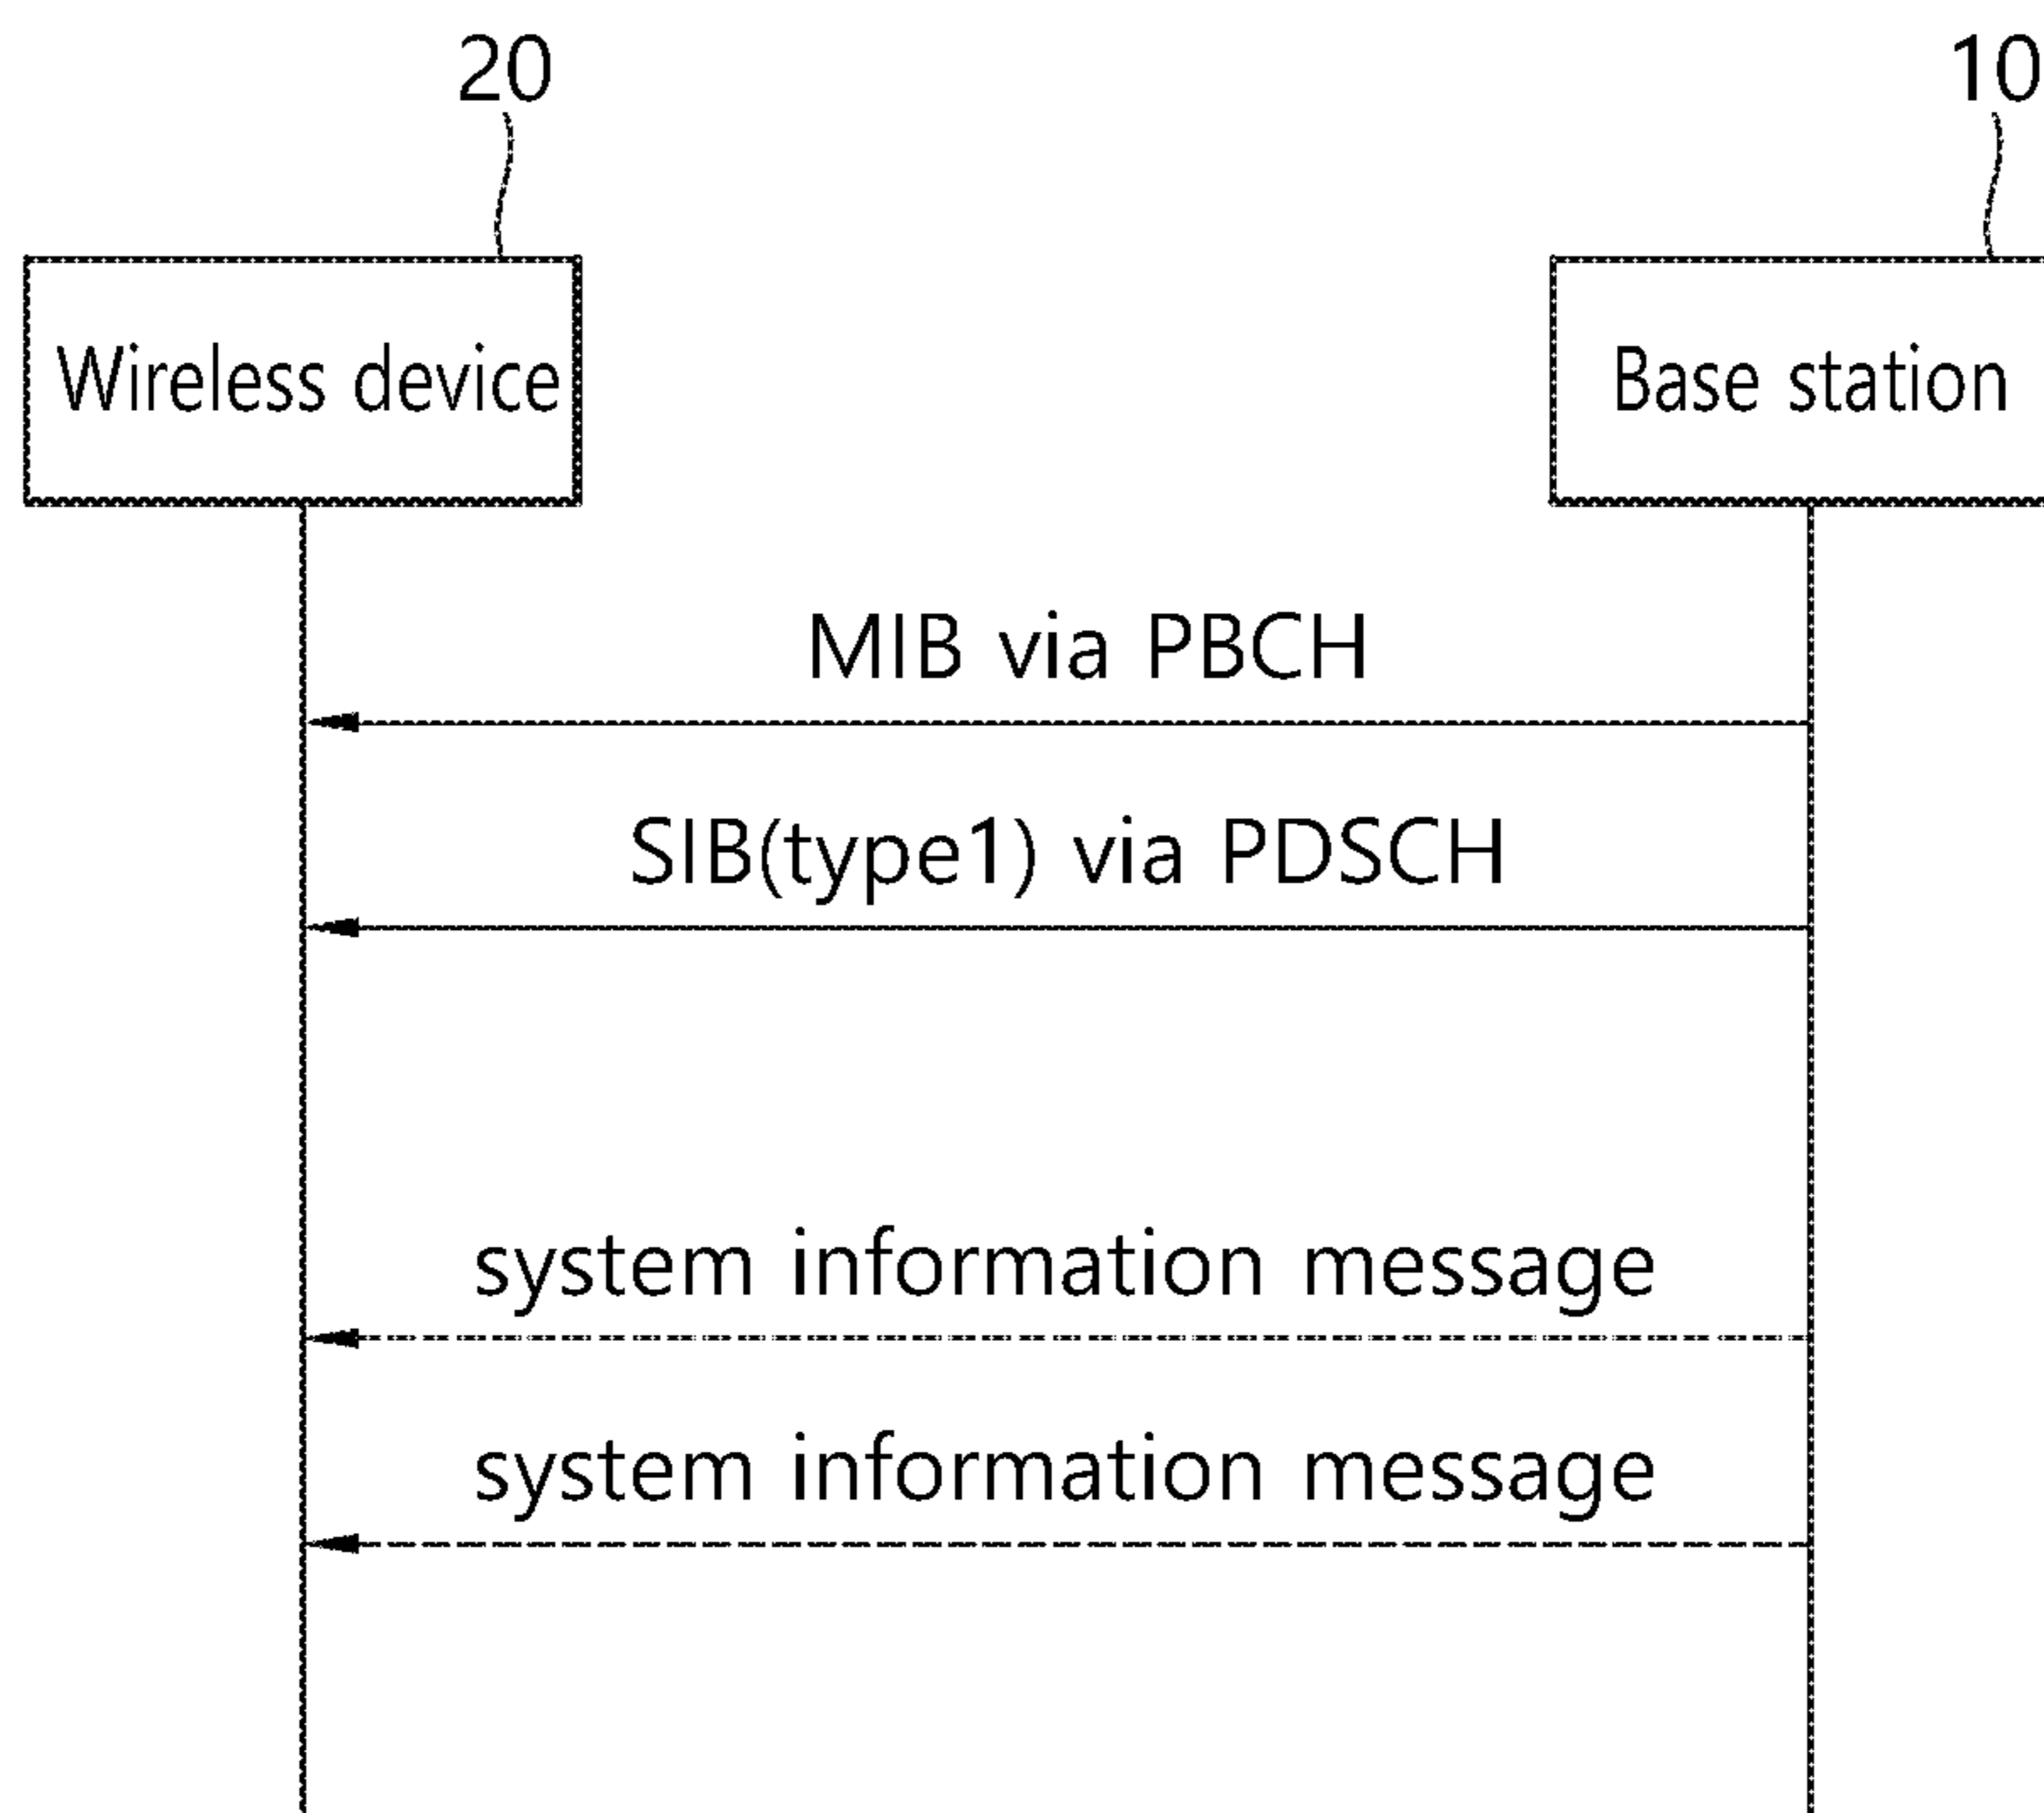 20
10
Wireless device
Base station
MIB via PBCH
SIB(type1) via PDSCH
system information message
system information message